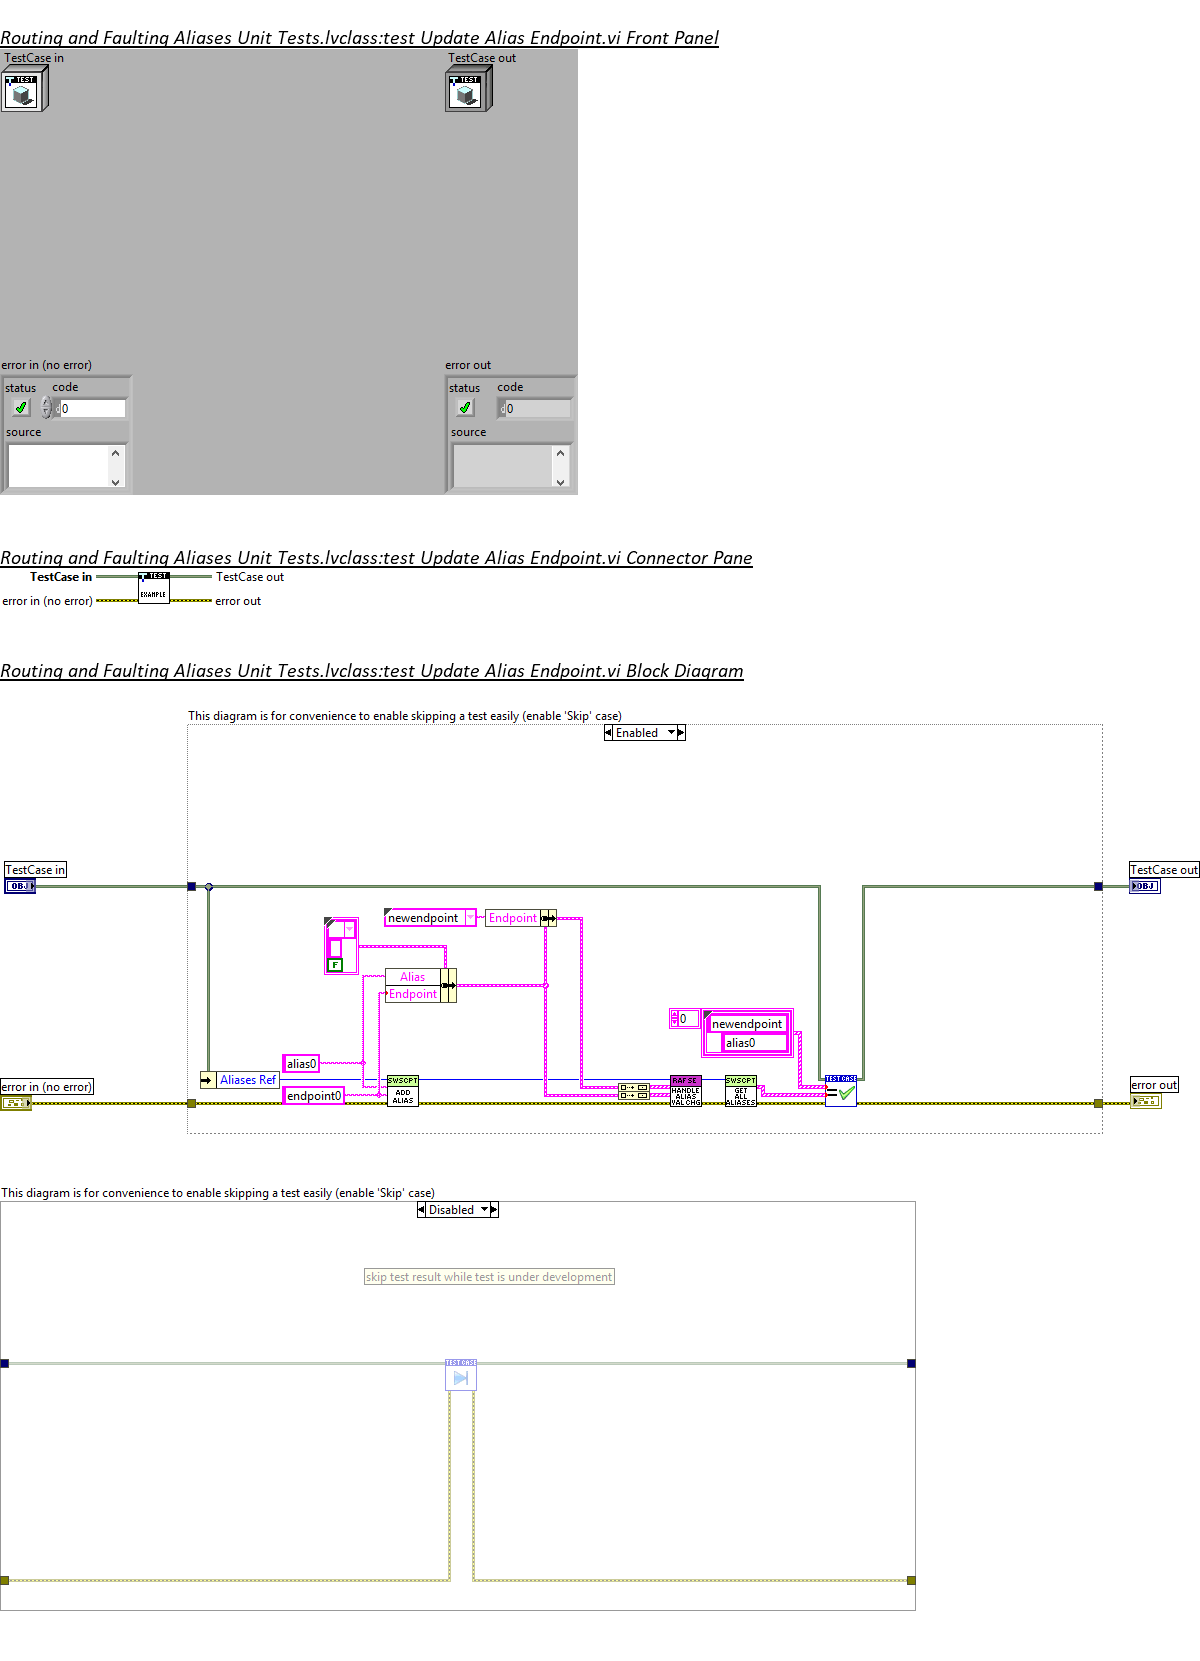 Routing and Faulting Aliases Unit Tests.lvclass:test Update Alias Endpoint.vi Front Panel
TestCase in
TestCase out
TEST
TEST
error in (no error)
error out
status
code
status
code
d
0
d
0
source
source
Routing and Faulting Aliases Unit Tests.lvclass:test Update Alias Endpoint.vi Connector Pane
TestCase in
TEST
TestCase out
error in (no error)
EXAMPLE
error out
Routing and Faulting Aliases Unit Tests.lvclass:test Update Alias Endpoint.vi Block Diagram
This diagram is for convenience to enable skipping a test easily (enable 'Skip' case)
Enabled
TestCase in
OBJ
TestCase out
OBJ
newendpoint
Endpoint
F
Alias
Endpoint
0
newendpoint
alias0
alias0
Aliases Ref
endpoint0
SWSCPT
ADD
ALIAS
RAFSE
HANDLE
ALIAS
VAL CHG
SWSCPT
GET
ALL
ALIASES
TEST CASE
error in (no error)
error out
This diagram is for convenience to enable skipping a test easily (enable 'Skip' case)
Disabled
skip test result while test is under development
TEST CASE